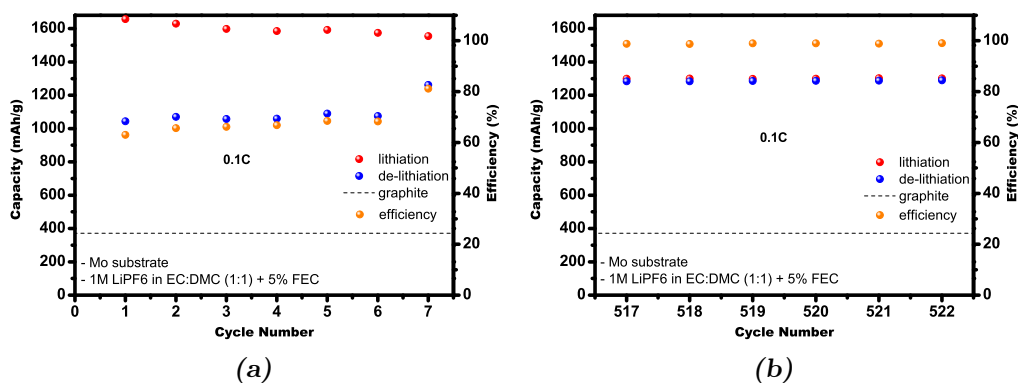 1600
1400
1200
1000
800
600
400
200
0
Capacity (mAh/g)
100
80
60
40
20
0
Efficiency (%)
0.1C
lithiation
de-lithiation
graphite
efficiency
- Mo substrate
- 1M LiPF6 in EC:DMC (1:1) + 5% FEC
0 1 2 3 4 5 6 7
Cycle Number
(a)
1600
1400
1200
1000
800
600
400
200
0
Capacity (mAh/g)
100
80
60
40
20
0
Efficiency (%)
0.1C
lithiation
de-lithiation
graphite
efficiency
- Mo substrate
- 1M LiPF6 in EC:DMC (1:1) + 5% FEC
517 518 519 520 521 522
Cycle Number
(b)